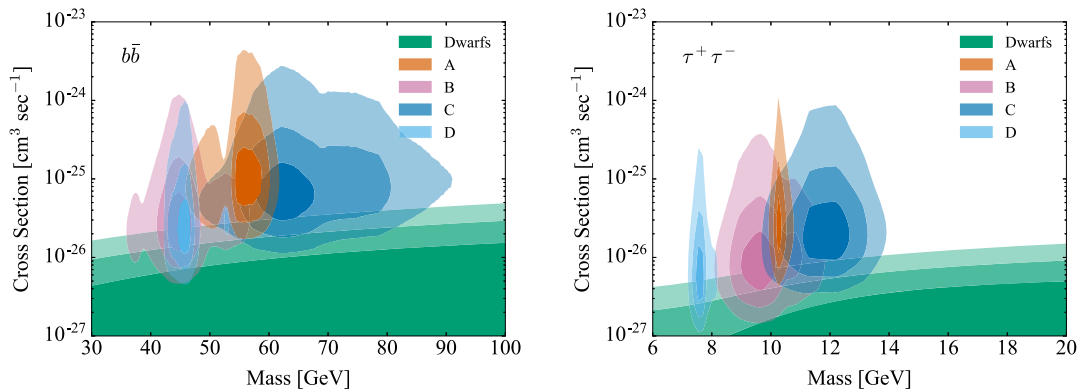 10^{-23}
10^{-24}
10^{-25}
10^{-26}
10^{-27}
Cross Section [cm^3 sec^{-1}]
b\bar{b}
Dwarfs
A
B
C
D
30 40 50 60 70 80 90 100
Mass [GeV]
10^{-23}
10^{-24}
10^{-25}
10^{-26}
10^{-27}
Cross Section [cm^3 sec^{-1}]
τ^+ τ^-
Dwarfs
A
B
C
D
6 8 10 12 14 16 18 20
Mass [GeV]